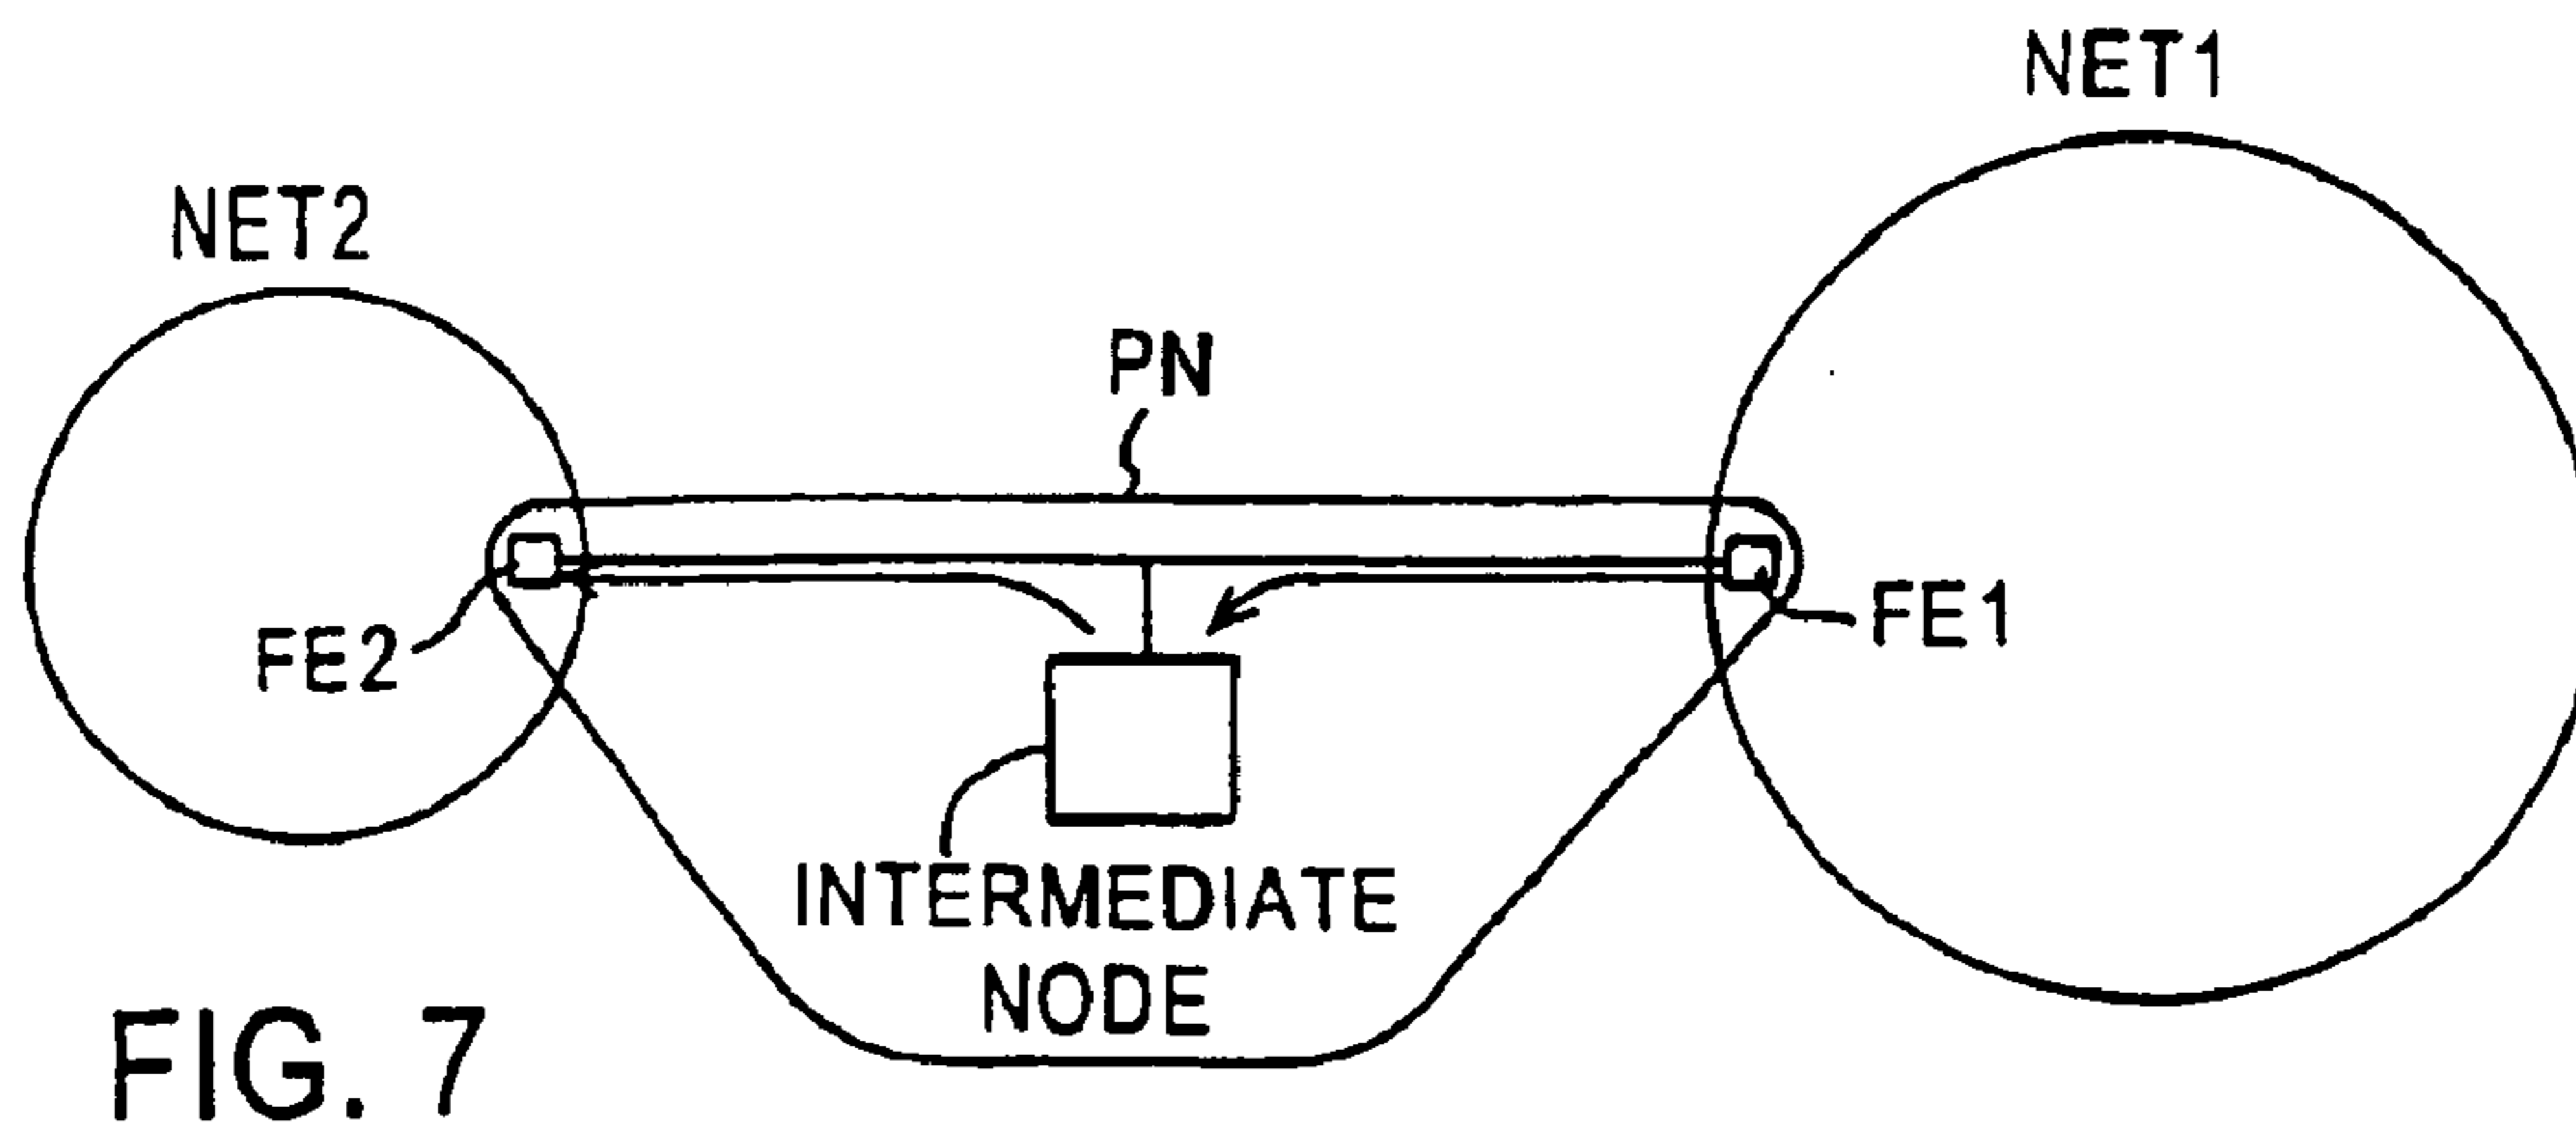 NET1
NET2
PN
FE2
FE1
INTERMEDIATE
NODE
FIG. 7